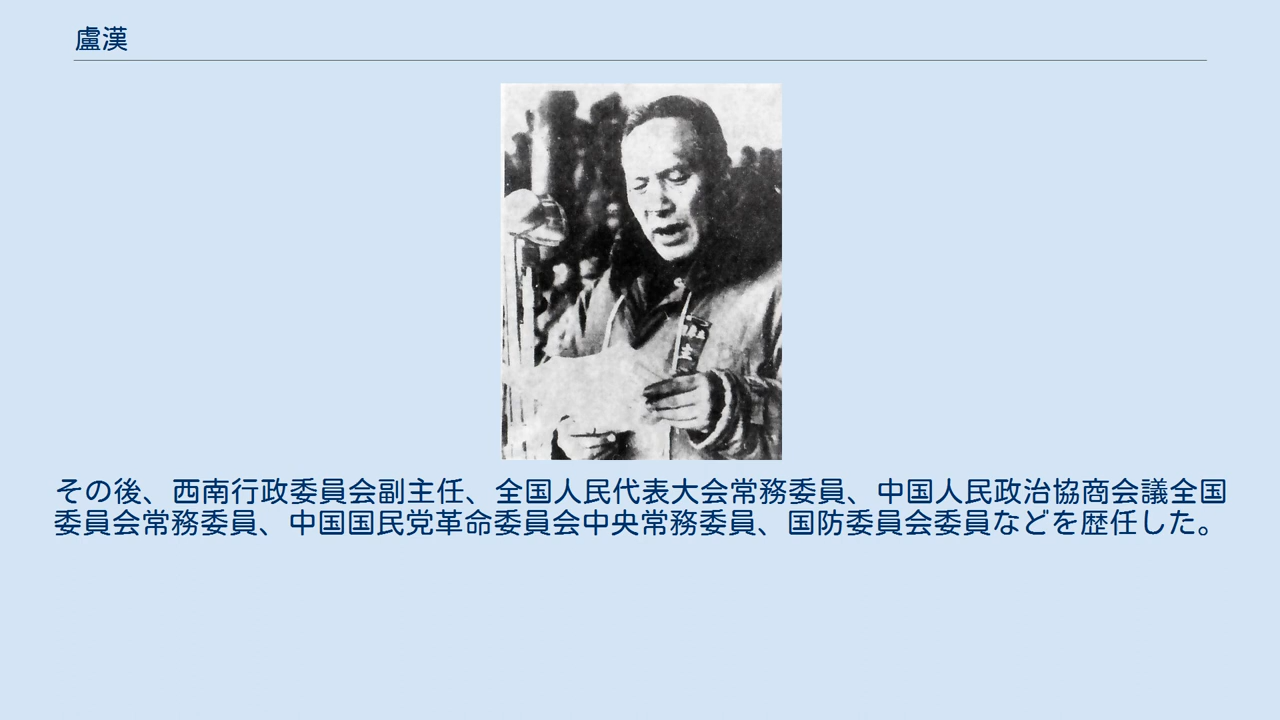 盧漢
その後、西南行政委員会副主任、全国人民代表大会常務委員、中国人民政治協商会議全国
委員会常務委員、中国国民党革命委員会中央常務委員、国防委員会委員などを歴任した。